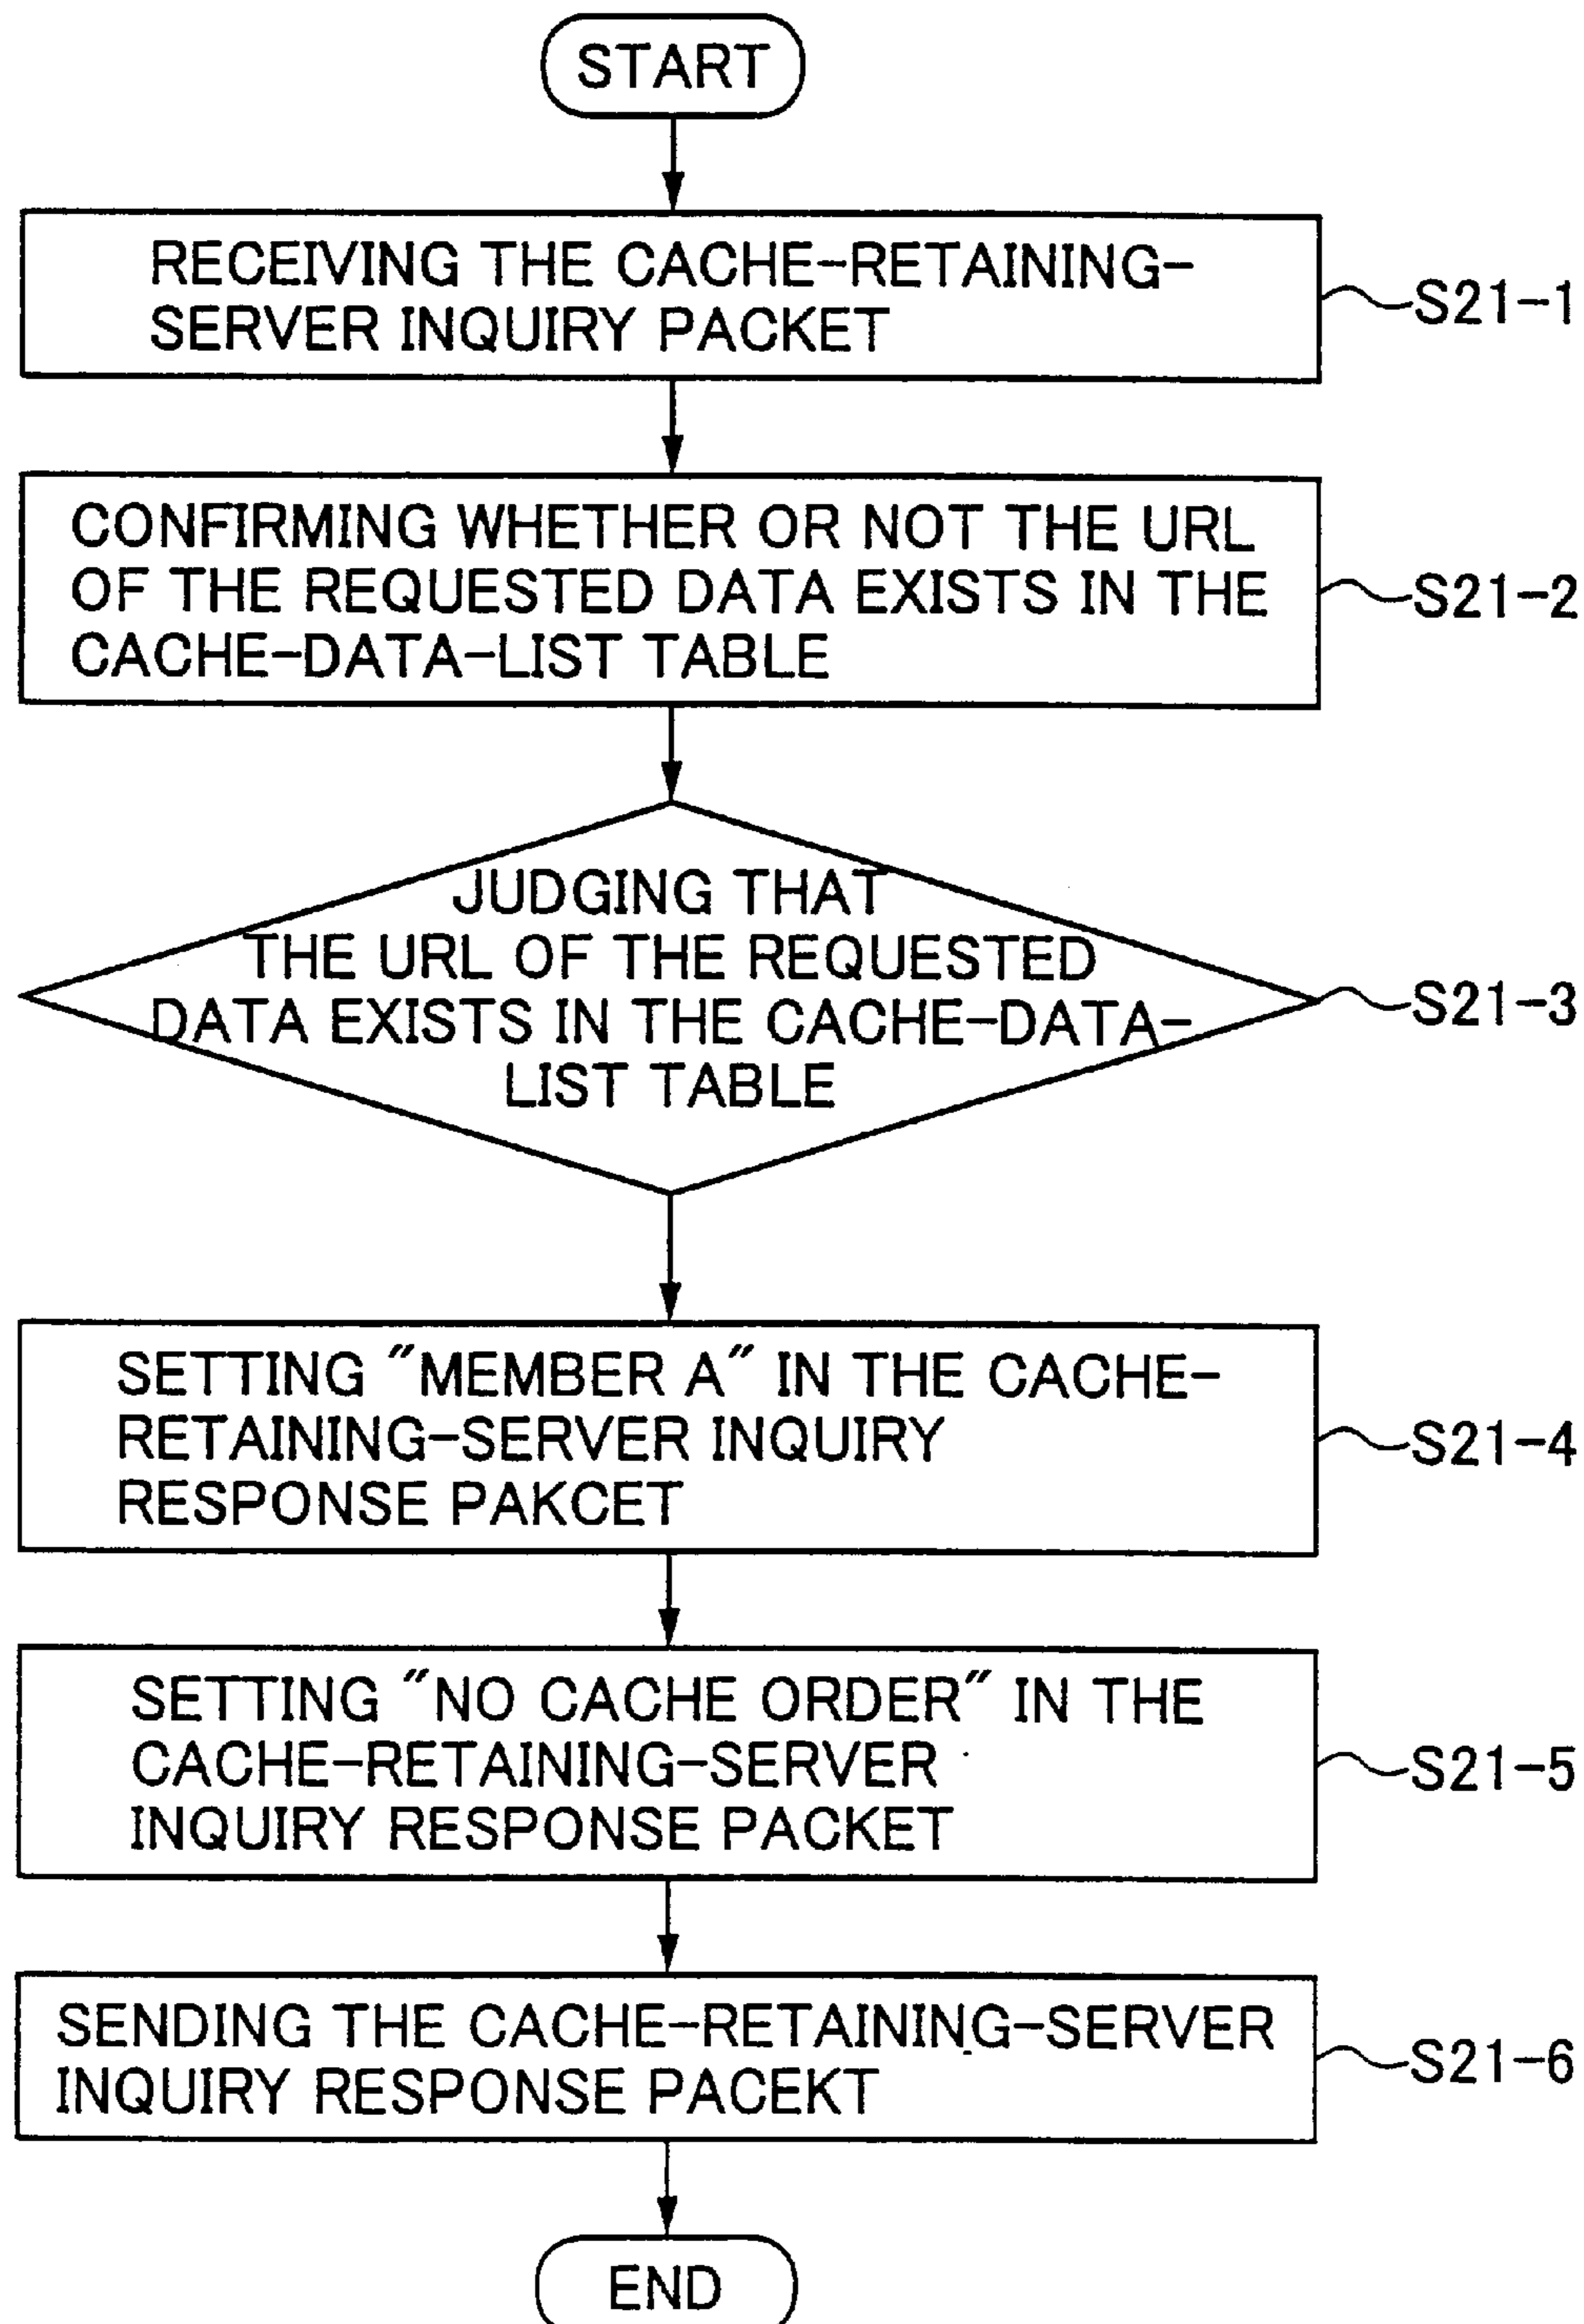 START
RECEIVING THE CACHE-RETAINING-
SERVER INQUIRY PACKET
S21-1
CONFIRMING WHETHER OR NOT THE URL
OF THE REQUESTED DATA EXISTS IN THE
CACHE-DATA-LIST TABLE
S21-2
JUDGING THAT
THE URL OF THE REQUESTED
DATA EXISTS IN THE CACHE-DATA-
LIST TABLE
S21-3
SETTING "MEMBER A" IN THE CACHE-
RETAINING-SERVER INQUIRY
RESPONSE PAKCET
S21-4
SETTING "NO CACHE ORDER" IN THE
CACHE-RETAINING-SERVER
INQUIRY RESPONSE PACKET
S21-5
SENDING THE CACHE-RETAINING-SERVER
INQUIRY RESPONSE PACEKT
S21-6
END